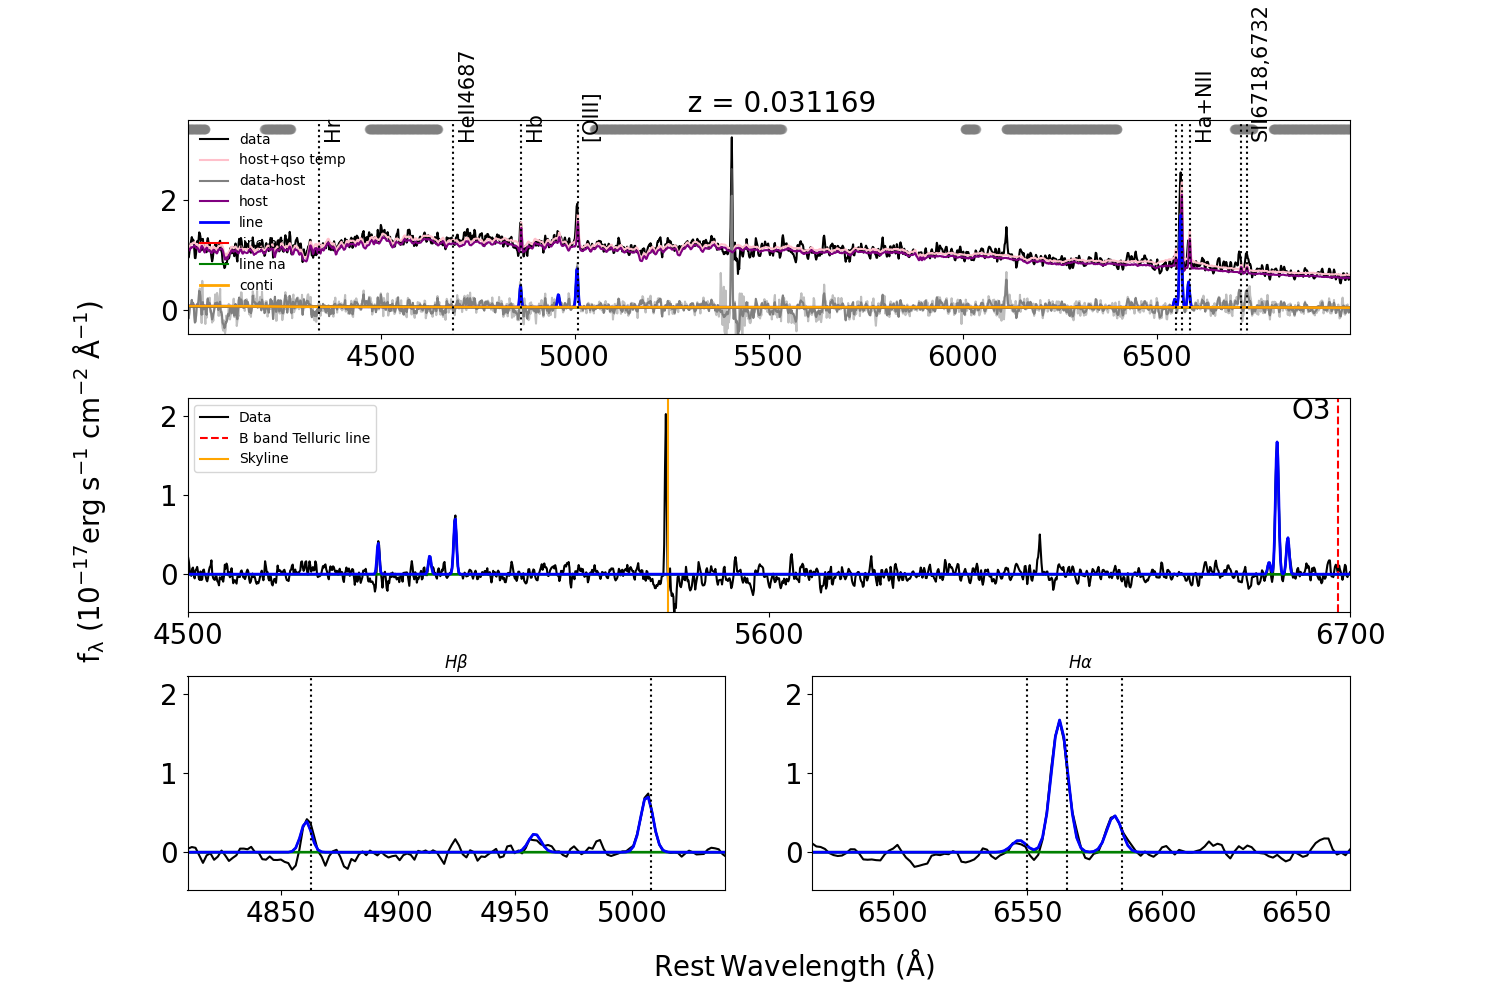 z = 0.031169
Hr
HeII4687
Hb
[OIII]
Ha+NII
SII6718,6732
data
host+qso temp
data-host
host
line
line na
conti
2
0
4500 5000 5500 6000 6500
fλ (10⁻¹⁷erg s⁻¹ cm⁻² Å⁻¹)
Data
B band Telluric line
Skyline
O3
2
1
0
4500 5600 6700
Hβ
2
1
0
4850 4900 4950 5000
Hα
2
1
0
6500 6550 6600 6650
Rest Wavelength (Å)